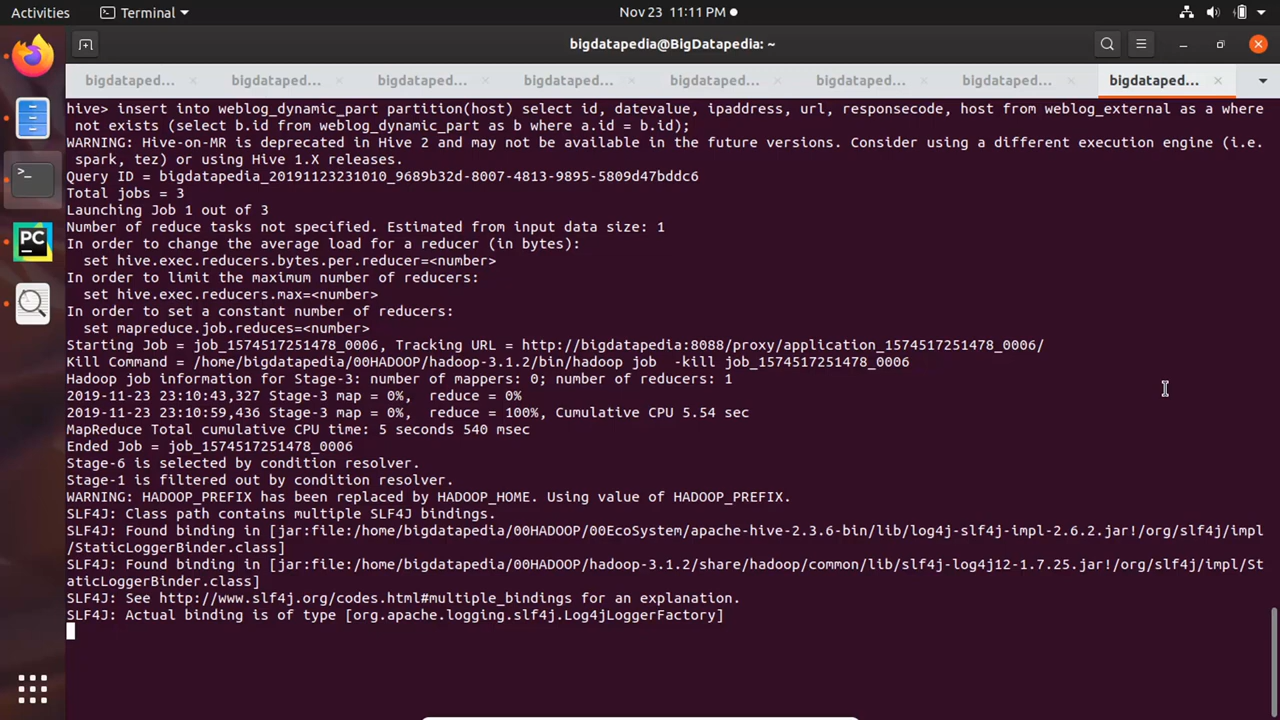 Activities
Terminal
Nov 23 11:11 PM
bigdatapedia@BigDatapedia: ~
bigdataped... bigdataped... bigdataped... bigdataped... bigdataped... bigdataped... bigdataped... bigdataped...
hive> insert into weblog_dynamic_part partition(host) Select id, datevalue, ipaddress, url, responsecode, host from weblog_external as a where
 not exists (select b.id from weblog_dynamic_part as b where a.id = b.id);
WARNING: Hive-on-MR is deprecated in Hive 2 and may not be available in the future versions. Consider using a different execution engine (i.e.
 spark, tez) or using Hive 1.X releases.
Query ID = bigdatapedia_20191123231010_9689b32d-8007-4813-9895-5809d47bddc6
Total jobs = 3
Launching Job 1 out of 3
Number of reduce tasks not specified. Estimated from input data size: 1
In order to change the average load for a reducer (in bytes):
  set hive.exec.reducers.bytes.per.reducer=<number>
In order to limit the maximum number of reducers:
  set hive.exec.reducers.max=<number>
In order to set a constant number of reducers:
  set mapreduce.job.reduces=<number>
Starting Job = job_1574517251478_0006, Tracking URL = http://bigdatapedia:8088/proxy/application_1574517251478_0006/
Kill Command = /home/bigdatapedia/00HADOOP/hadoop-3.1.2/bin/hadoop job  -kill job_1574517251478_0006
Hadoop job information for Stage-3: number of mappers: 0; number of reducers: 1
2019-11-23 23:10:43,327 Stage-3 map = 0%,  reduce = 0%
2019-11-23 23:10:59,436 Stage-3 map = 0%,  reduce = 100%, Cumulative CPU 5.54 sec
MapReduce Total cumulative CPU time: 5 seconds 540 msec
Ended Job = job_1574517251478_0006
Stage-6 is selected by condition resolver.
Stage-1 is filtered out by condition resolver.
WARNING: HADOOP_PREFIX has been replaced by HADOOP_HOME. Using value of HADOOP_PREFIX.
SLF4J: Class path contains multiple SLF4J bindings.
SLF4J: Found binding in [jar:file:/home/bigdatapedia/00HADOOP/00EcoSystem/apache-hive-2.3.6-bin/lib/log4j-slf4j-impl-2.6.2.jar!/org/slf4j/impl
/StaticLoggerBinder.class]
SLF4J: Found binding in [jar:file:/home/bigdatapedia/00HADOOP/hadoop-3.1.2/share/hadoop/common/lib/slf4j-log4j12-1.7.25.jar!/org/slf4j/impl/St
aticLoggerBinder.class]
SLF4J: See http://www.slf4j.org/codes.html#multiple_bindings for an explanation.
SLF4J: Actual binding is of type [org.apache.logging.slf4j.Log4jLoggerFactory]
PC